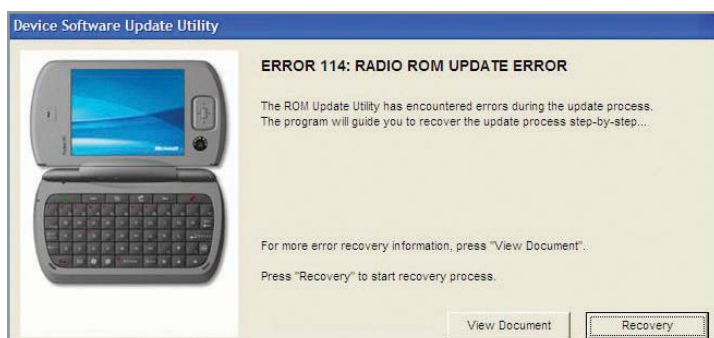 Device Software Update Utility
ERROR 114: RADIO ROM UPDATE ERROR
The ROM Update Utility has encountered errors during the update process.
The program will guide you to recover the update process step-by-step...
For more error recovery information, press "View Document".
Press "Recovery" to start recovery process.
View Document
Recovery